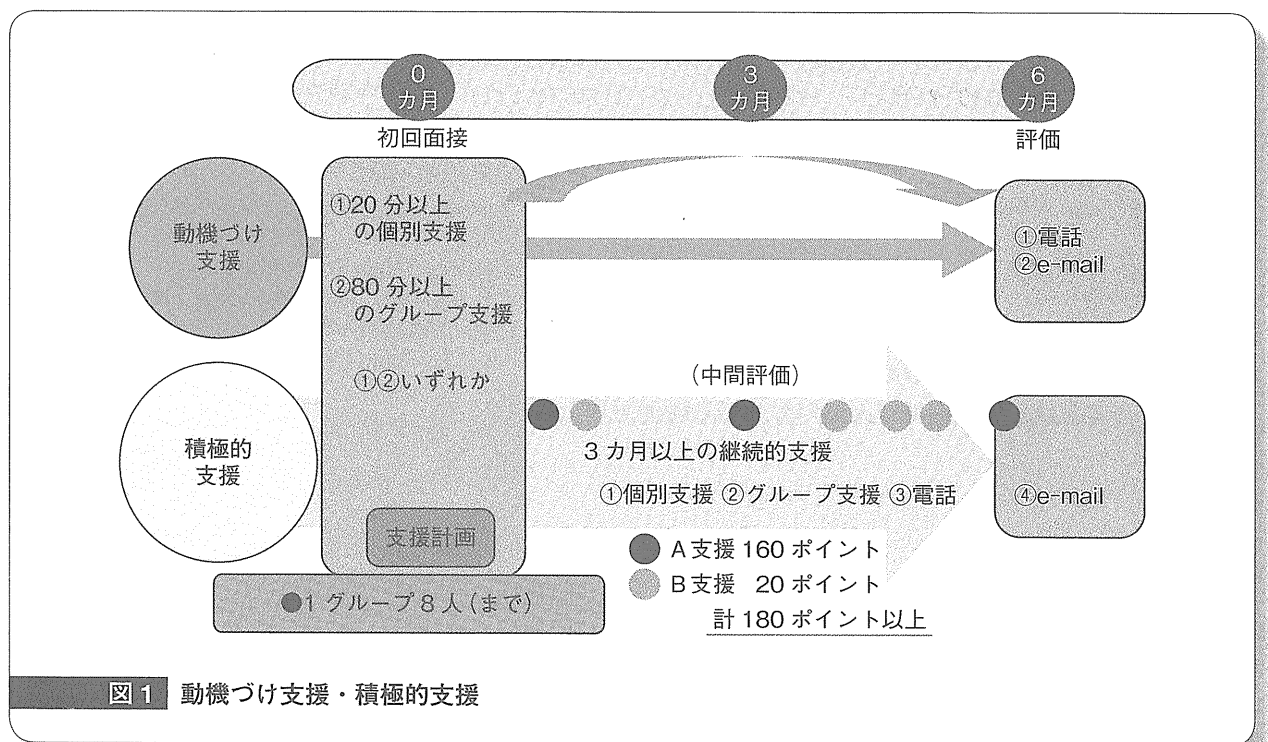 0
カ月
3
カ月
6
カ月
初回面接
評価
動機づけ
支援
①20 分以上
の個別支援
②80 分以上
のグループ支援
①②いずれか
①電話
②e-mail
積極的
支援
(中間評価)
3 カ月以上の継続的支援
①個別支援 ②グループ支援 ③電話
④e-mail
支援計画
A 支援 160 ポイント
B 支援 20 ポイント
計 180 ポイント以上
●1 グループ 8 人 (まで)
図 1 動機づけ支援・積極的支援